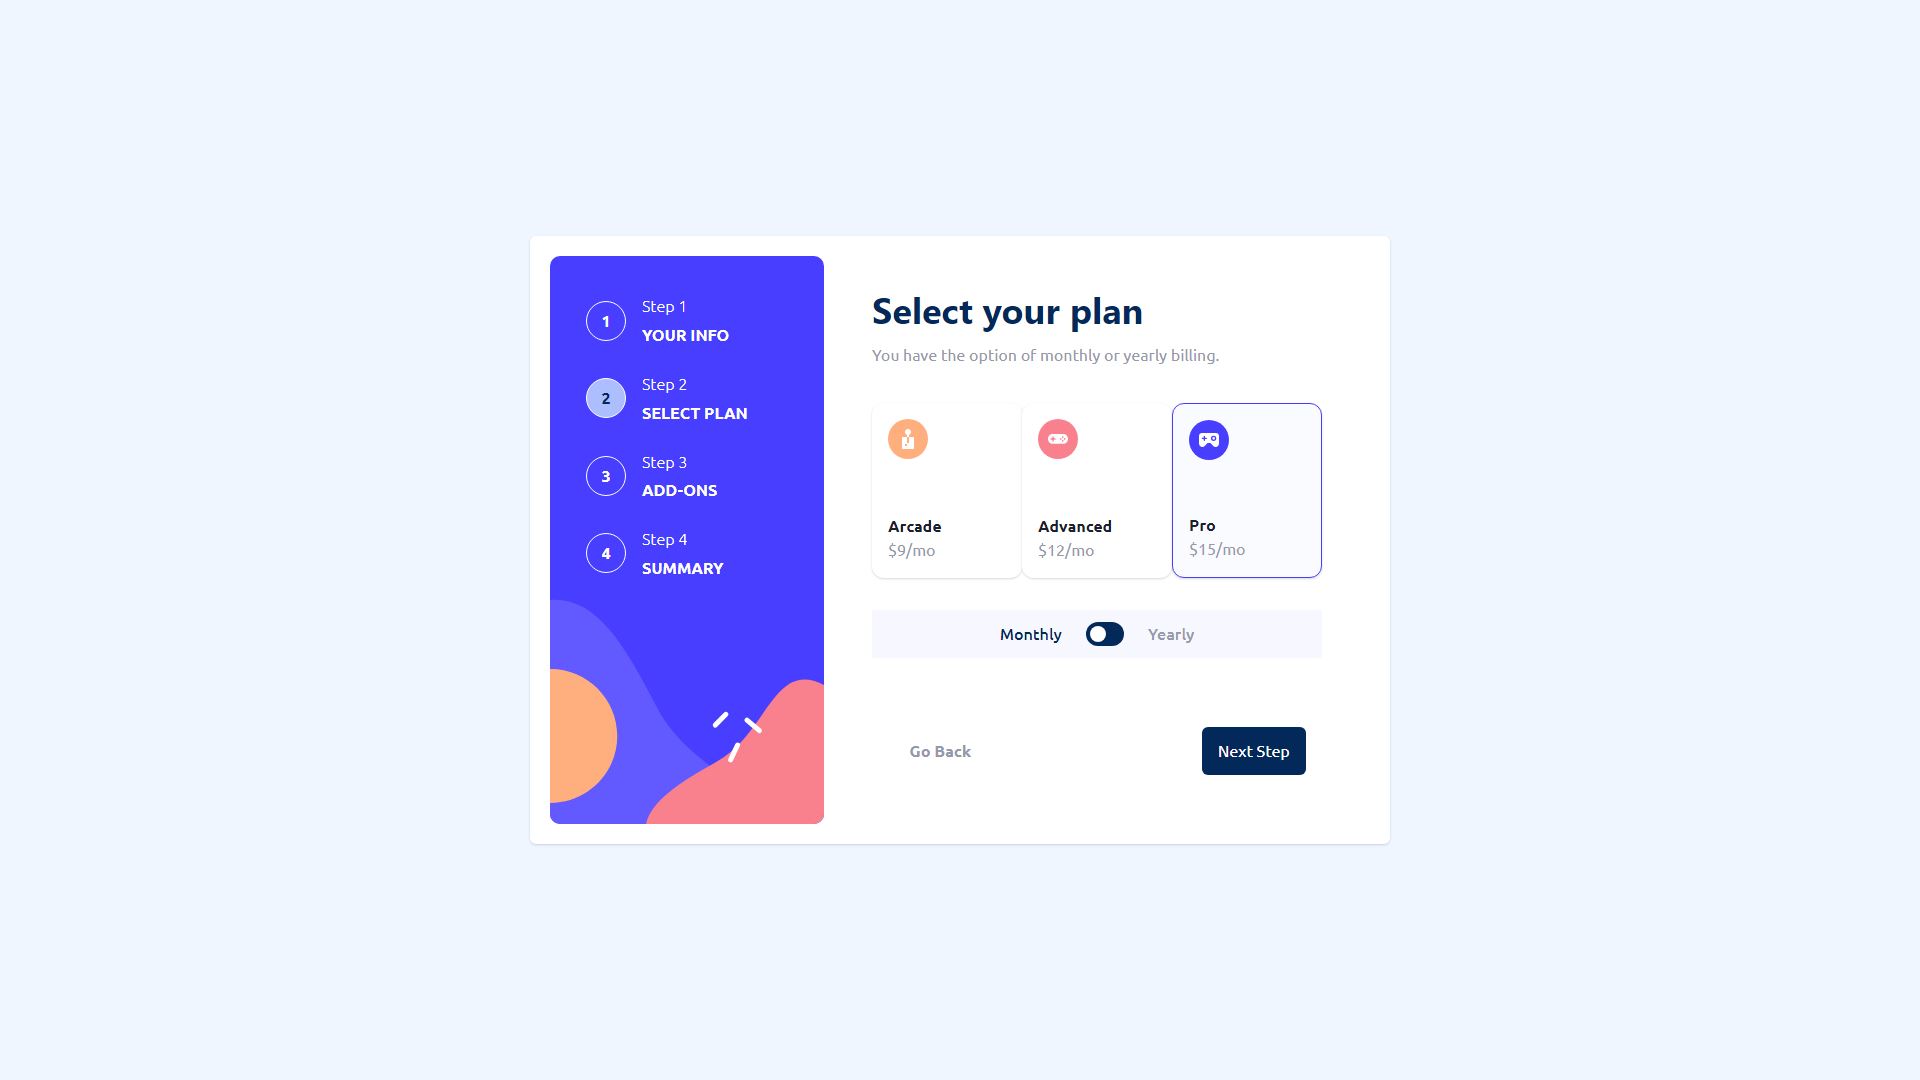 1
Step 1
YOUR INFO
2
Step 2
SELECT PLAN
3
Step 3
ADD-ONS
4
Step 4
SUMMARY
Select your plan
You have the option of monthly or yearly billing.
Arcade
$9/mo
Advanced
$12/mo
Pro
$15/mo
Monthly
Yearly
Go Back
Next Step